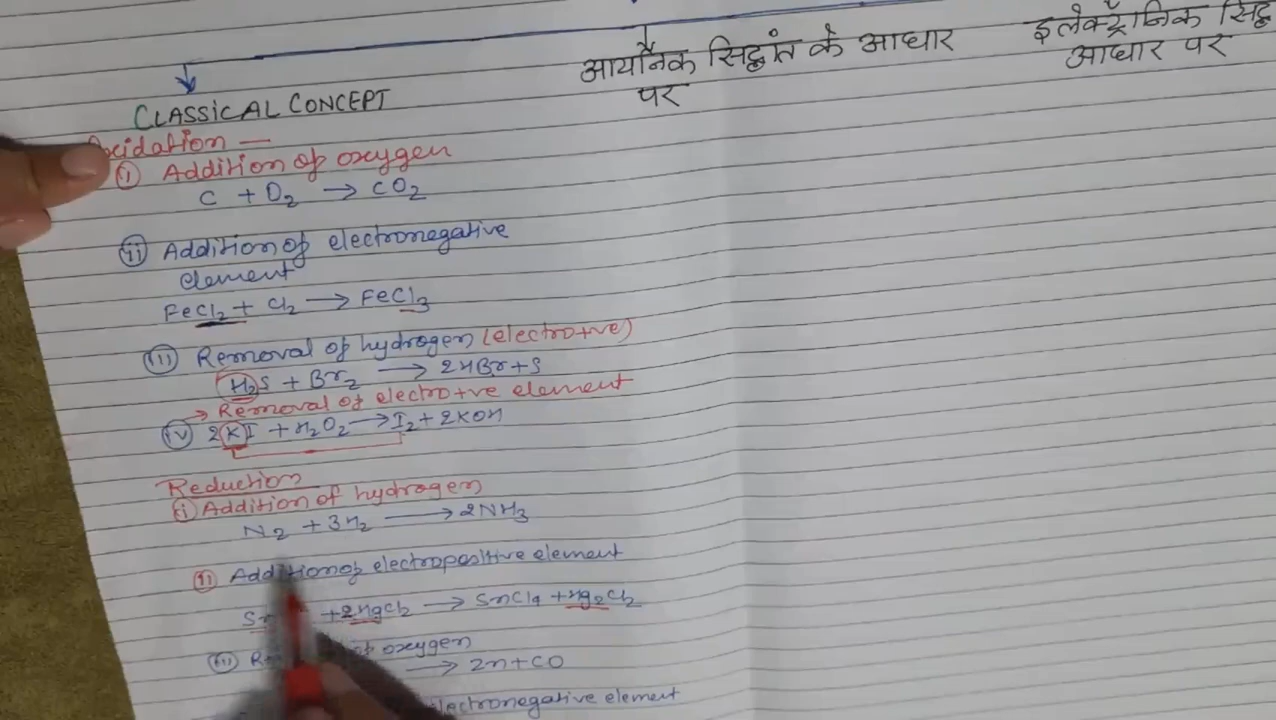 CLASSICAL CONCEPT
आयनिक सिद्धांत के आधार
पर
इलेक्ट्रॉनिक
आधार पर
Oxidation —
(i) Addition of oxygen
C + O2 → CO2
(ii) Addition of electronegative
element
FeCl2 + Cl2 → FeCl3
(iii) Removal of hydrogen (electro+ve)
H2S + Br2 → 2HBr + S
→ Removal of electro+ve element
(iv) 2KI + H2O2 → I2 + 2KOH
Reduction
(i) Addition of hydrogen
N2 + 3H2 → 2NH3
(ii) Addition of electropositive element
+ 2HgCl2 → SnCl4 + Hg2Cl2
(iii) of oxygen
→ Zn + CO
electronegative element